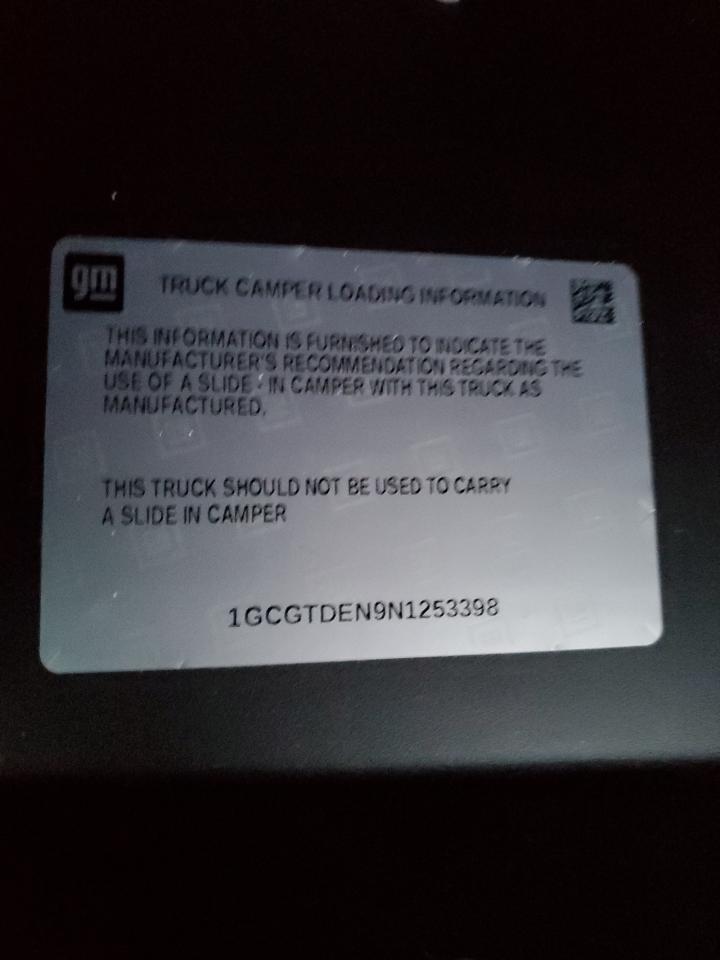 gm
TRUCK CAMPER LOADING INFORMATION
THIS INFORMATION IS FURNISHED TO INDICATE THE
MANUFACTURER'S RECOMMENDATION REGARDING THE
USE OF A SLIDE - IN CAMPER WITH THIS TRUCK AS
MANUFACTURED.
THIS TRUCK SHOULD NOT BE USED TO CARRY
A SLIDE IN CAMPER
1GCGTDEN9N1253398